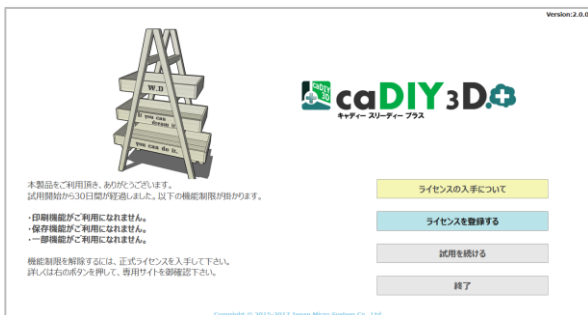 Version:2.0.0
W.D
If you can
dream it,
you can do it.
caDIY
3D
caDIY3D.+
キャディー スリーディー プラス
本製品をご利用頂き、ありがとうございます。
試用開始から30日間が経過しました。以下の機能制限が掛かります。
・印刷機能がご利用になれません。
・保存機能がご利用になれません。
・一部機能がご利用になれません。
機能制限を解除するには、正式ライセンスを入手して下さい。
詳しくは右のボタンを押して、専用サイトを御確認下さい。
ライセンスの入手について
ライセンスを登録する
試用を続ける
終了
Copyright © 2010-2017 Japan Micro System Co., Ltd.